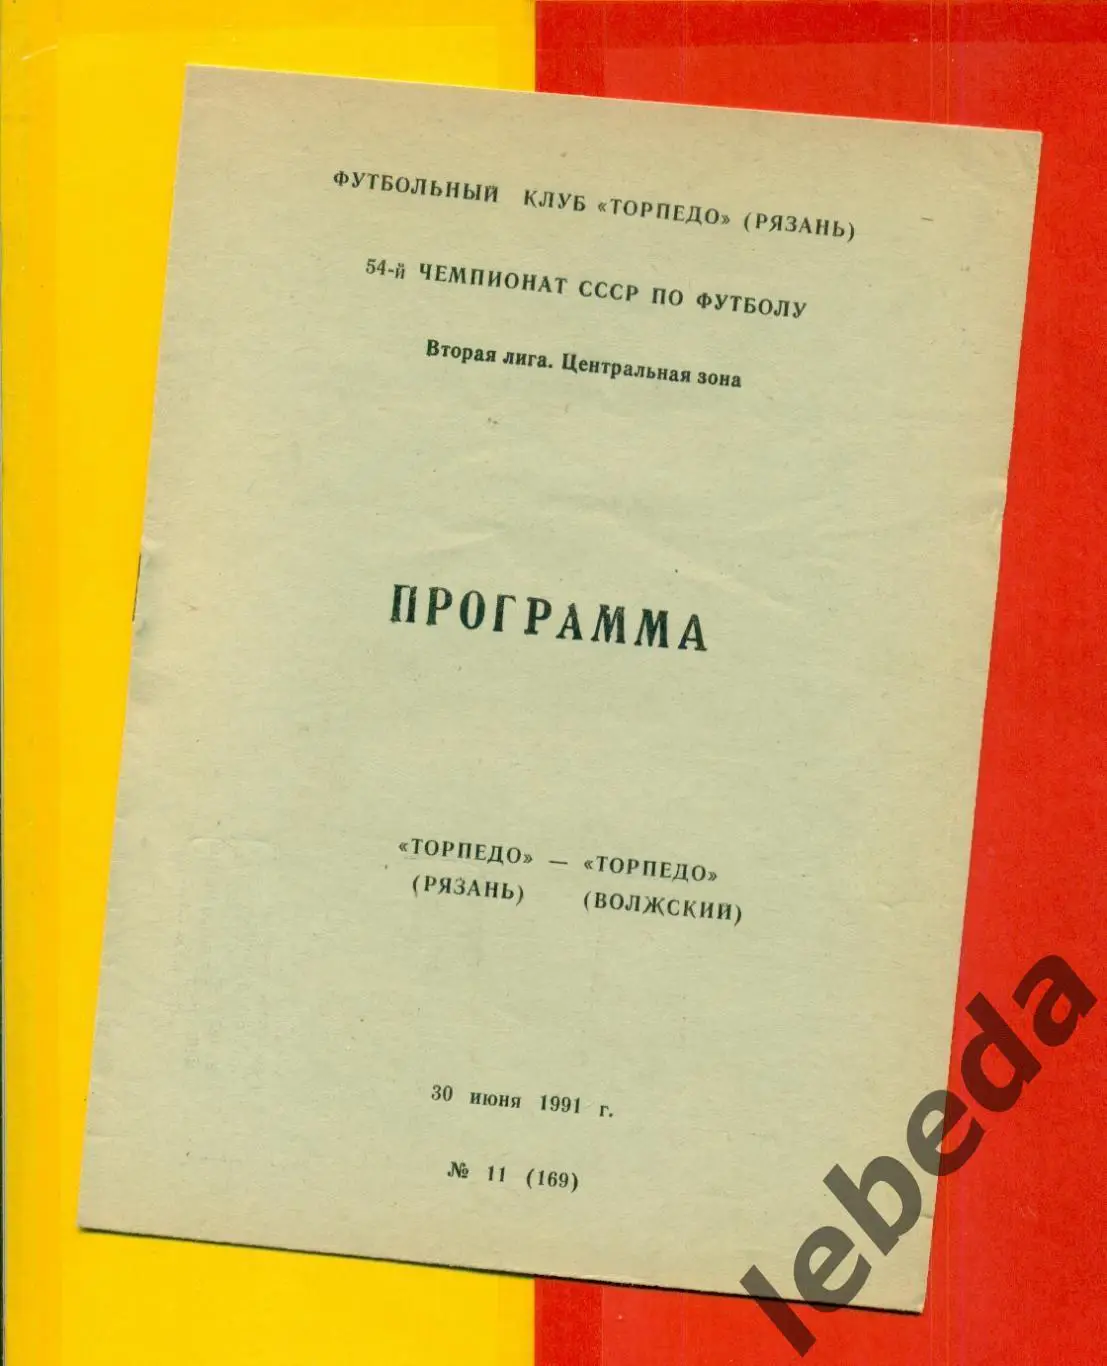 ФУТБОЛЬНЫЙ КЛУБ «ТОРПЕДО» (РЯЗАНЬ)
54-й ЧЕМПИОНАТ СССР ПО ФУТБОЛУ
Вторая лига. Центральная зона
ПРОГРАММА
«ТОРПЕДО» — «ТОРПЕДО»
(РЯЗАНЬ) (ВОЛЖСКИЙ)
30 июня 1991 г.
№ 11 (169)
lebeda